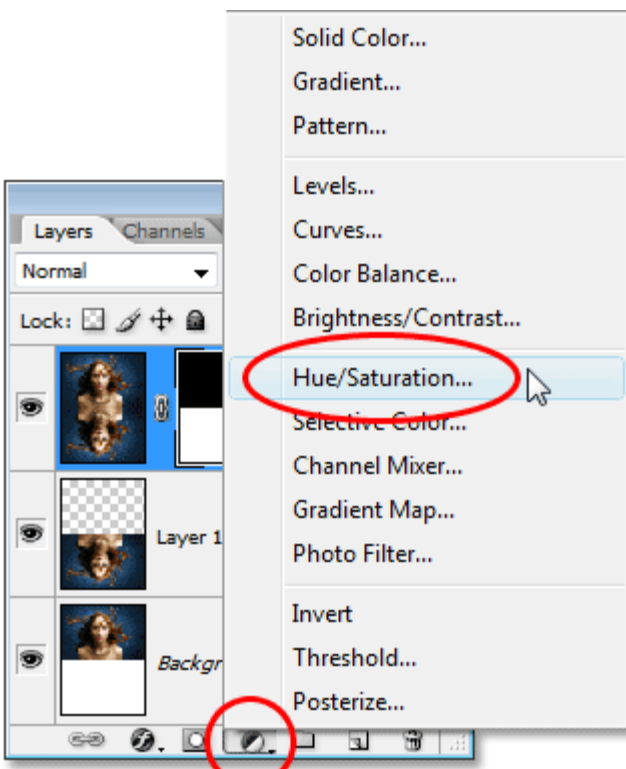 Solid Color...
Gradient...
Pattern...
Levels...
Curves...
Color Balance...
Brightness/Contrast...
Hue/Saturation...
Selective Color...
Channel Mixer...
Gradient Map...
Photo Filter...
Invert
Threshold...
Posterize...
Layers Channels
Normal
Lock:
Layer 1
Backgr